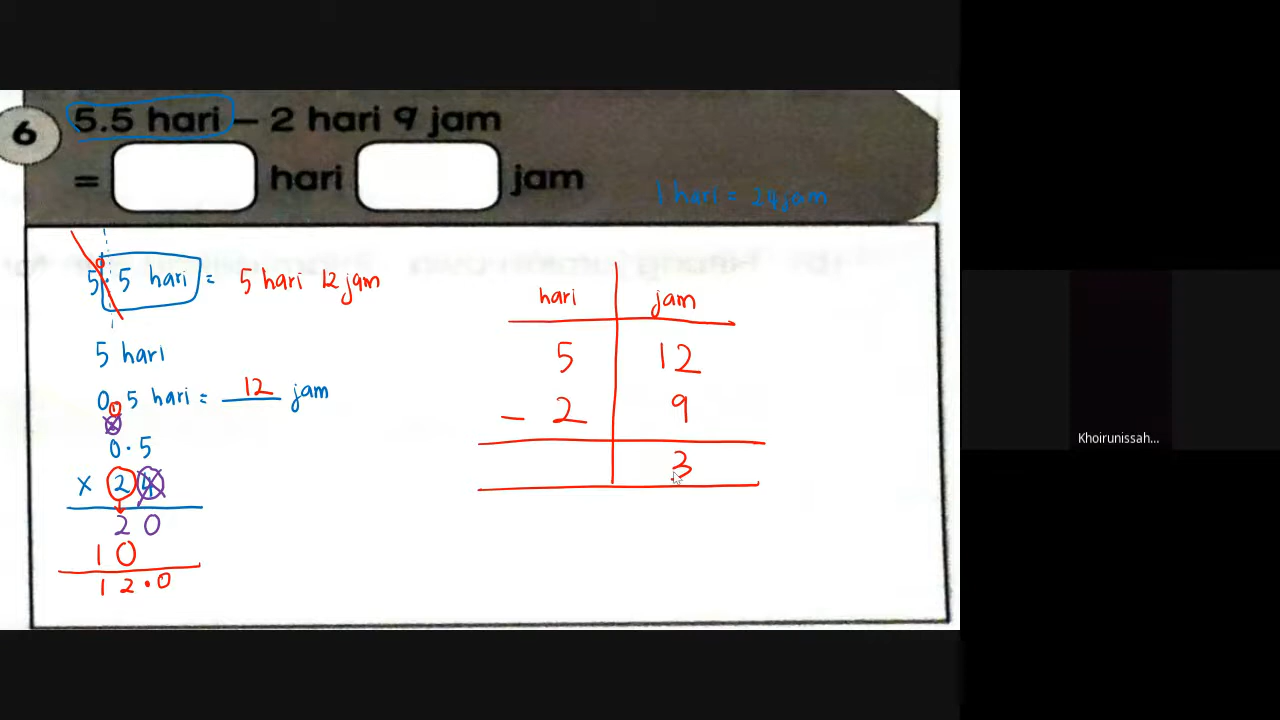 6
5.5 hari – 2 hari 9 jam
= hari jam
1 hari = 24 jam
5.5 hari = 5 hari 12 jam
5 hari
0.5 hari = 12 jam
0.5
x 24
20
10
12.0
hari jam
5 12
– 2 9
3
Khoirunissah...